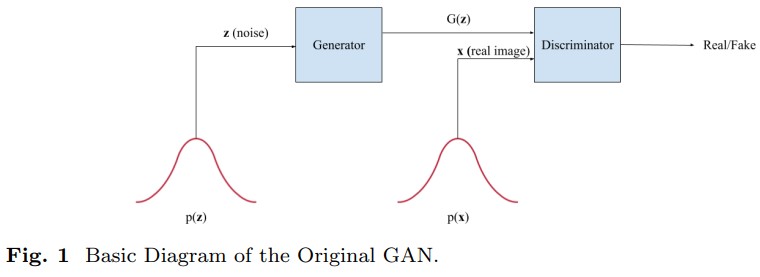 G(z)
z (noise)
Generator
x (real image)
Discriminator
Real/Fake
p(z)
p(x)
Fig. 1 Basic Diagram of the Original GAN.